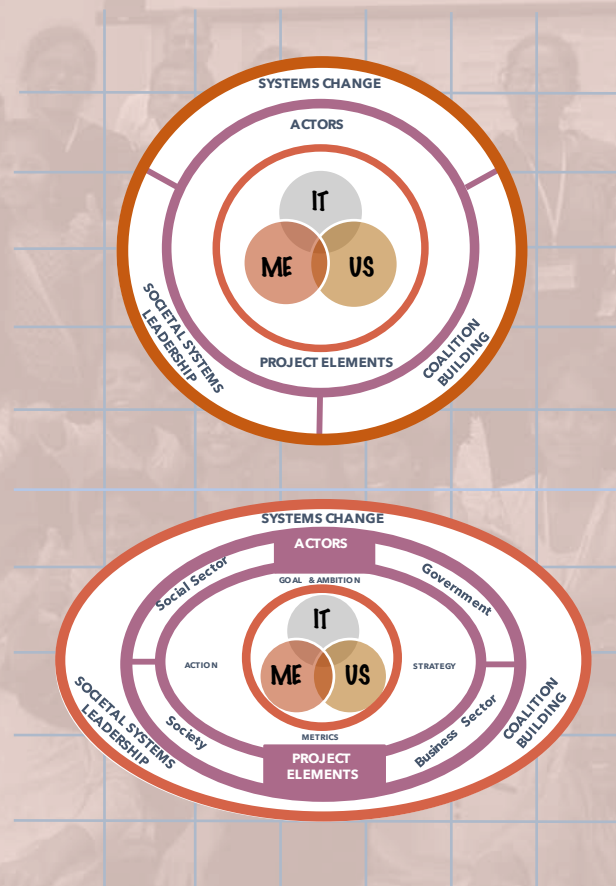 SYSTEMS CHANGE
ACTORS
IT
ME
US
SOCIETAL SYSTEMS
LEADERSHIP
COALITION
BUILDING
PROJECT ELEMENTS
SYSTEMS CHANGE
ACTORS
Social Sector
Government
GOAL & AMBITION
IT
ME
US
ACTION
STRATEGY
SOCIETAL SYSTEMS
LEADERSHIP
COALITION
BUILDING
Society
Business Sector
METRICS
PROJECT
ELEMENTS